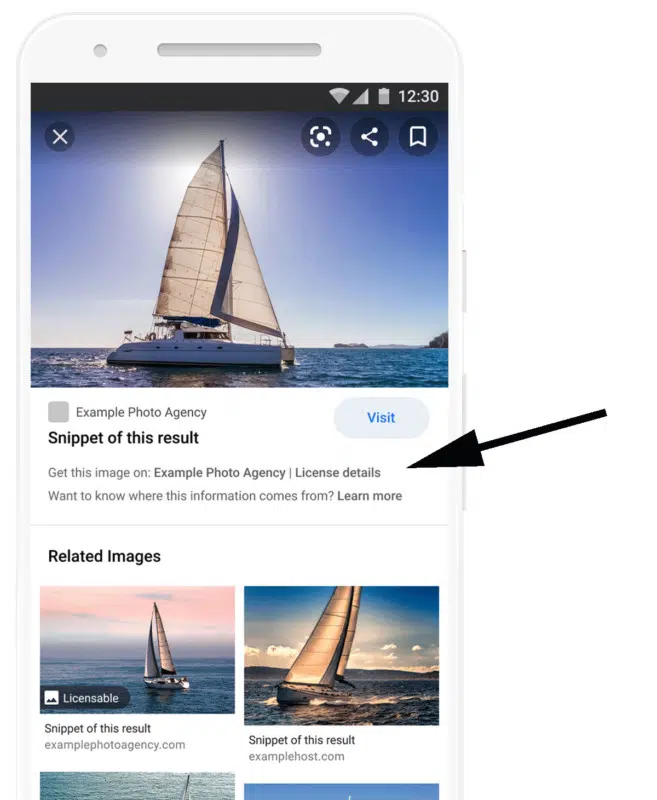 12:30
Example Photo Agency
Visit
Snippet of this result
Get this image on: Example Photo Agency | License details
Want to know where this information comes from? Learn more
Related Images
Licensable
Snippet of this result
examplephotoagency.com
Snippet of this result
examplehost.com